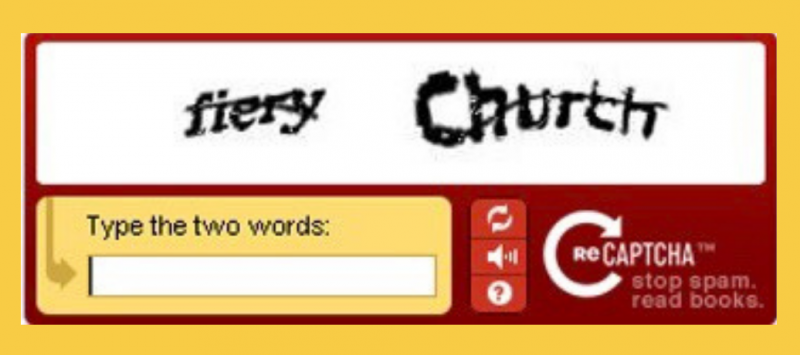 fiery Church
Type the two words:
reCAPTCHA™
stop spam.
read books.